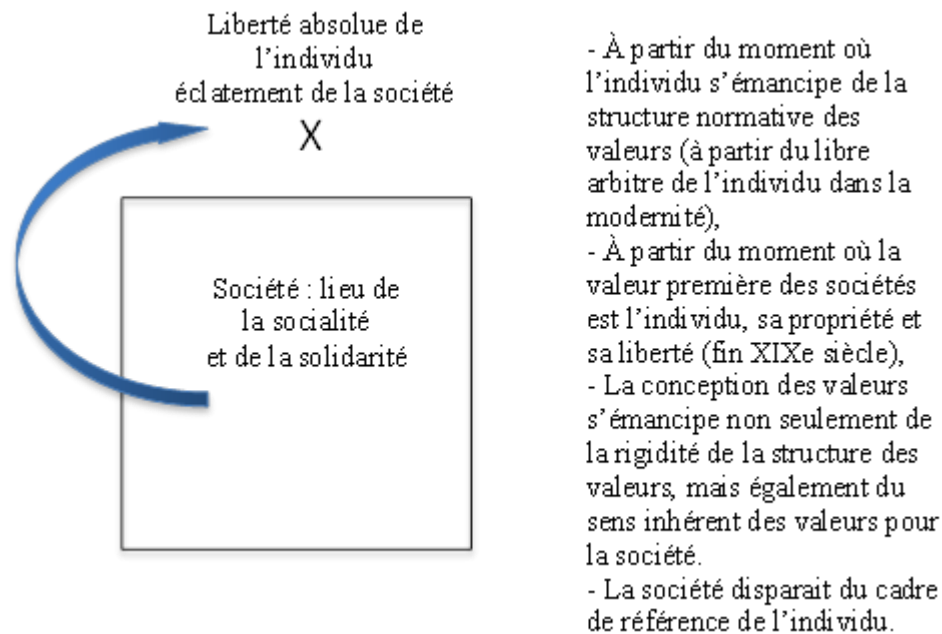 Liberté absolue de
l’individu
éclatement de la société
X
Société : lieu de
la socialité
et de la solidarité
- À partir du moment où
l’individu s’émancipe de la
structure normative des
valeurs (à partir du libre
arbitre de l’individu dans la
modernité),
- À partir du moment où la
valeur première des sociétés
est l’individu, sa propriété et
sa liberté (fin XIXe siècle),
- La conception des valeurs
s’émancipe non seulement de
la rigidité de la structure des
valeurs, mais également du
sens inhérent des valeurs pour
la société.
- La société disparait du cadre
de référence de l’individu.